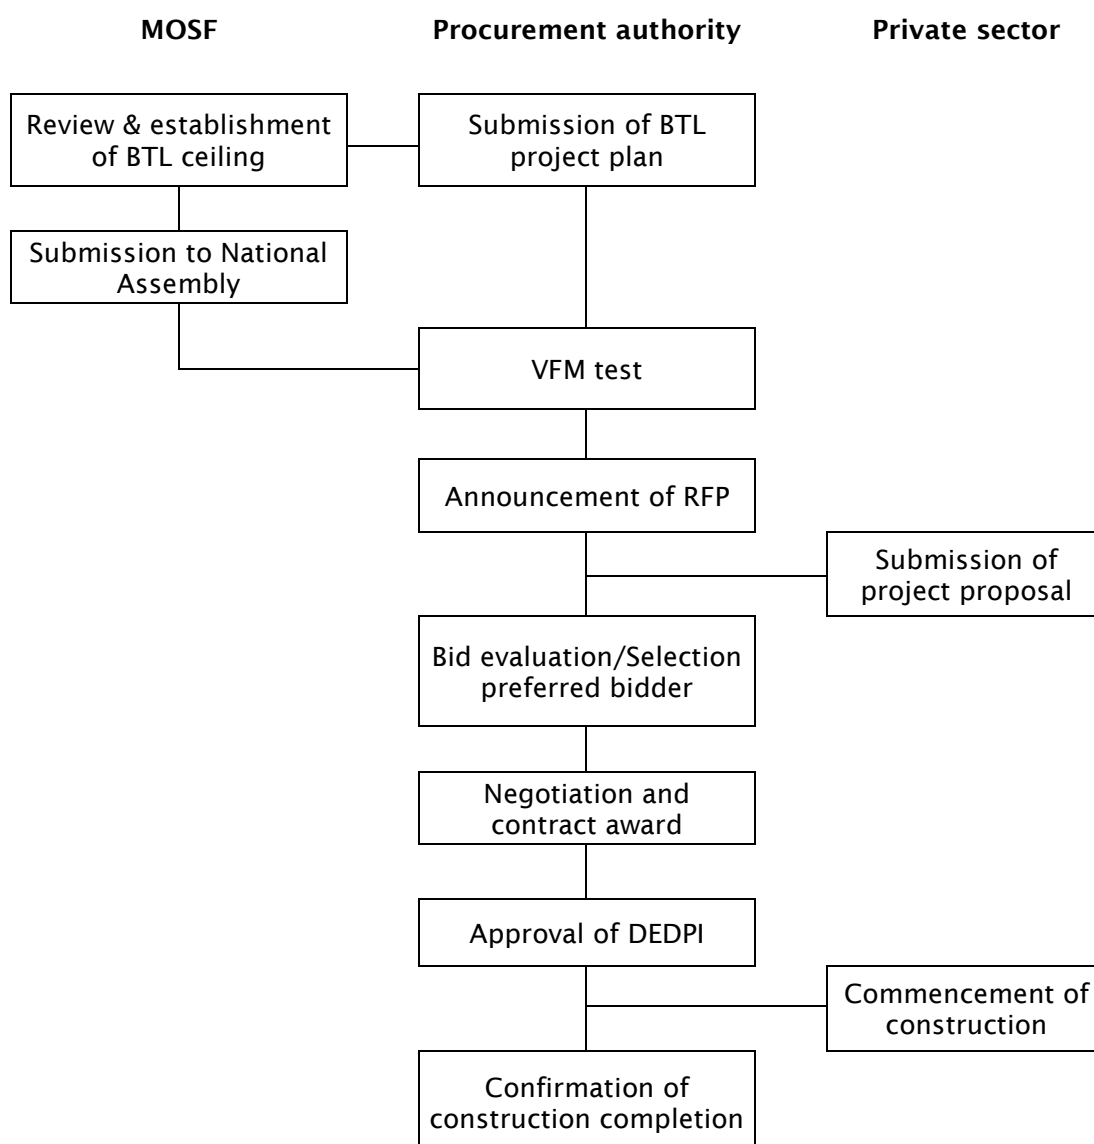 MOSF
Procurement authority
Private sector
Review & establishment
of BTL ceiling
Submission of BTL
project plan
Submission to National
Assembly
VFM test
Announcement of RFP
Submission of
project proposal
Bid evaluation/Selection
preferred bidder
Negotiation and
contract award
Approval of DEDPI
Commencement of
construction
Confirmation of
construction completion